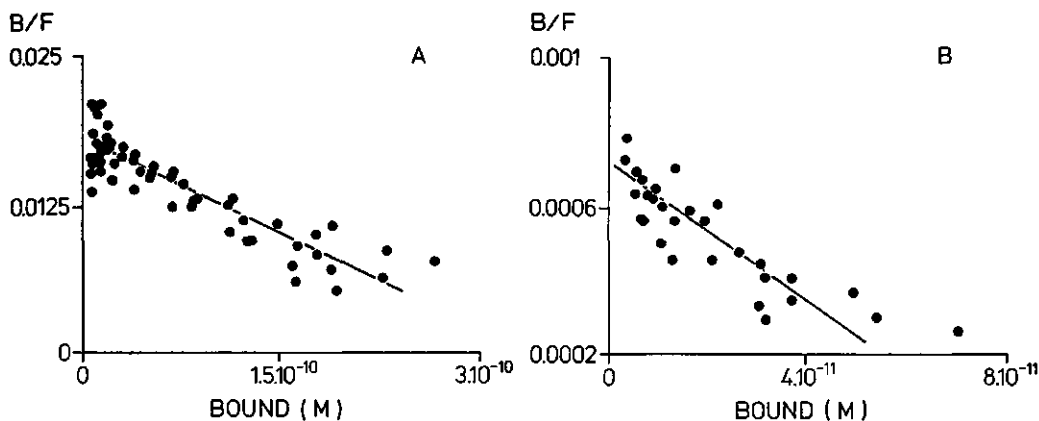 B/F
A
0.025
0.0125
0
0
1.5.10⁻¹⁰
3.10⁻¹⁰
BOUND (M)
B/F
B
0.001
0.0006
0.0002
0
4.10⁻¹¹
8.10⁻¹¹
BOUND (M)